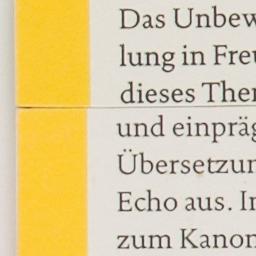 Das Unbew
lung in Freu
dieses Ther
und einpräg
Übersetzun
Echo aus. In
zum Kanon